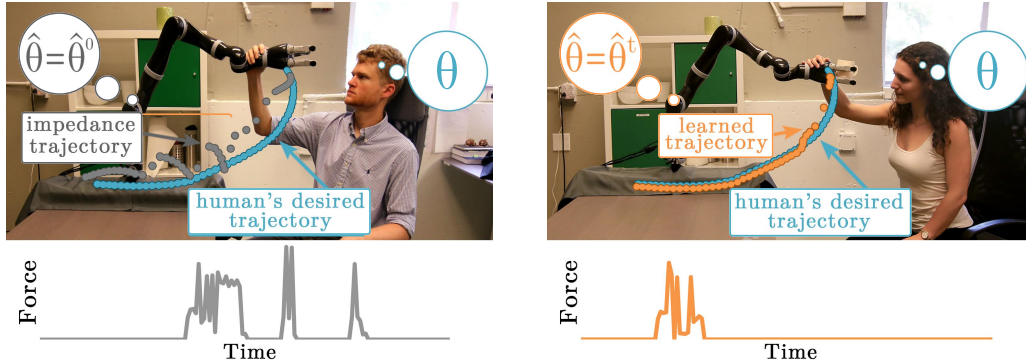 θ̂=θ̂⁰
θ
impedance
trajectory
human's desired
trajectory
Force
Time
θ̂=θ̂ᵗ
θ
learned
trajectory
human's desired
trajectory
Force
Time